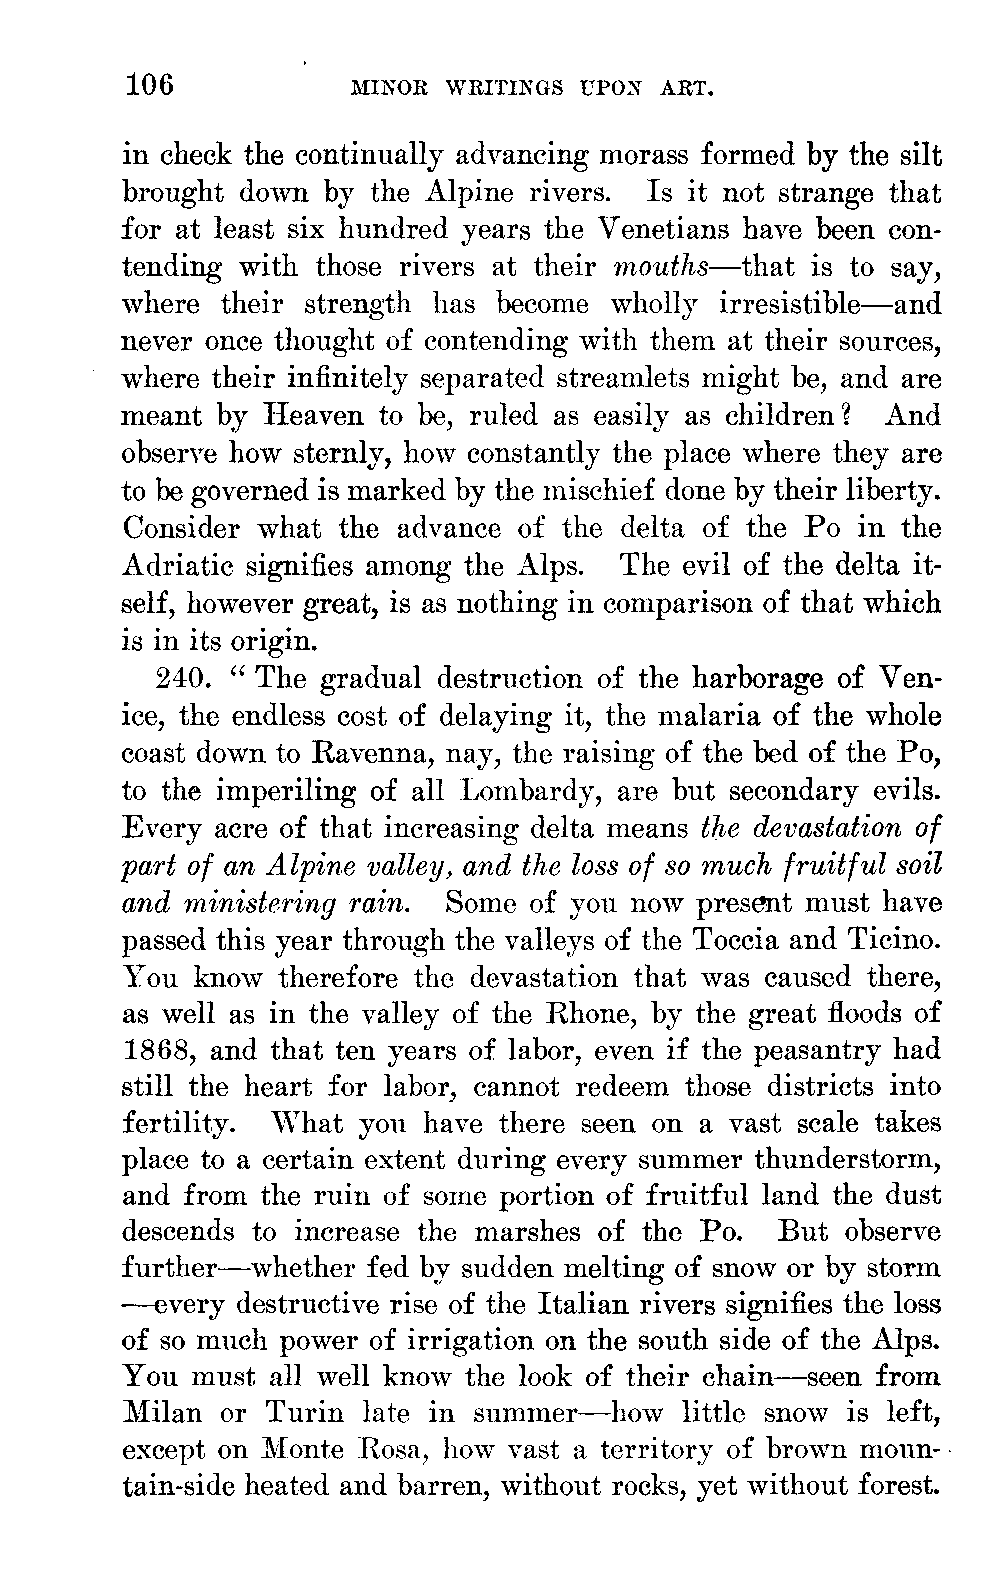 106 MINOR WRITINGS UPON ART.
in check the continually advancing morass formed by the silt
brought down by the Alpine rivers. Is it not strange that
for at least six hundred years the Venetians have been con-
tending with those rivers at their mouths—that is to say,
where their strength has become wholly irresistible—and
never once thought of contending with them at their sources,
where their infinitely separated streamlets might be, and are
meant by Heaven to be, ruled as easily as children? And
observe how sternly, how constantly the place where they are
to be governed is marked by the mischief done by their liberty.
Consider what the advance of the delta of the Po in the
Adriatic signifies among the Alps. The evil of the delta it-
self, however great, is as nothing in comparison of that which
is in its origin.
240. “ The gradual destruction of the harborage of Ven-
ice, the endless cost of delaying it, the malaria of the whole
coast down to Ravenna, nay, the raising of the bed of the Po,
to the imperiling of all Lombardy, are but secondary evils.
Every acre of that increasing delta means the devastation of
part of an Alpine valley, and the loss of so much fruitful soil
and ministering rain. Some of you now present must have
passed this year through the valleys of the Toccia and Ticino.
You know therefore the devastation that was caused there,
as well as in the valley of the Rhone, by the great floods of
1868, and that ten years of labor, even if the peasantry had
still the heart for labor, cannot redeem those districts into
fertility. What you have there seen on a vast scale takes
place to a certain extent during every summer thunderstorm,
and from the ruin of some portion of fruitful land the dust
descends to increase the marshes of the Po. But observe
further—whether fed by sudden melting of snow or by storm
—every destructive rise of the Italian rivers signifies the loss
of so much power of irrigation on the south side of the Alps.
You must all well know the look of their chain—seen from
Milan or Turin late in summer—how little snow is left,
except on Monte Rosa, how vast a territory of brown moun-
tain-side heated and barren, without rocks, yet without forest.